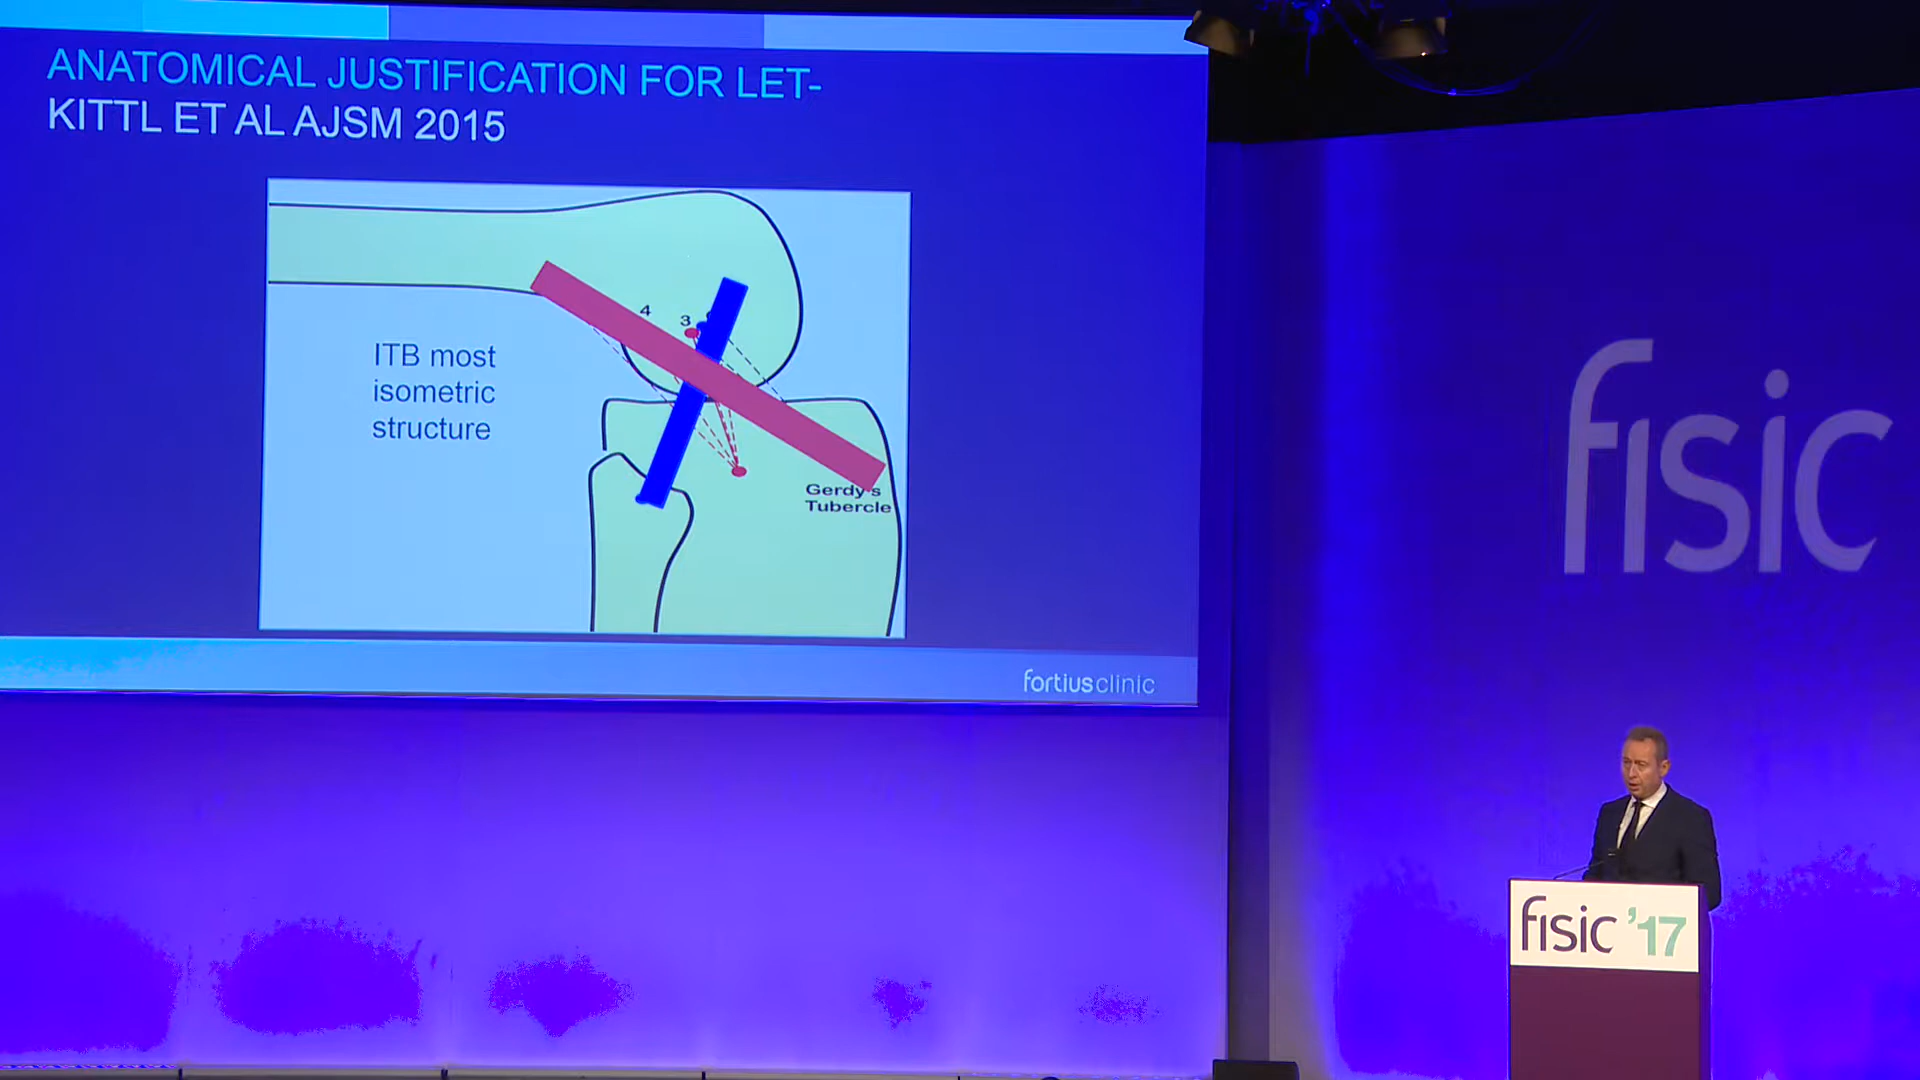 ANATOMICAL JUSTIFICATION FOR LET-
KITTL ET AL AJSM 2015
4
3
ITB most
isometric
structure
Gerdy's
Tubercle
fortiusclinic
fisic
fisic '17